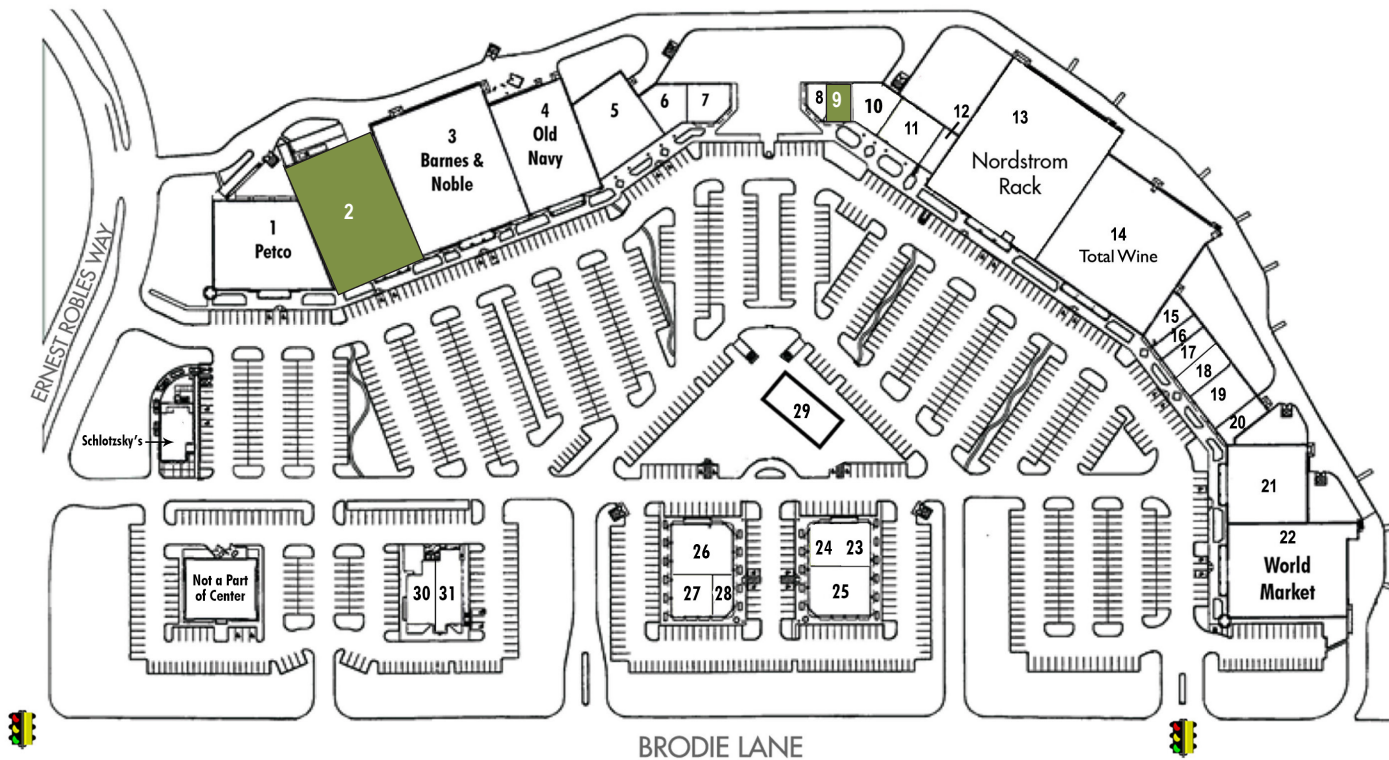 ERNEST ROBLES WAY
1
Petco
2
3
Barnes &
Noble
4
Old
Navy
5
6
7
8
9
10
11
12
13
Nordstrom
Rack
14
Total Wine
15
16
17
18
19
20
21
22
World
Market
Schlotzsky's
29
Not a Part
of Center
30 31
26
27 28
24 23
25
BRODIE LANE